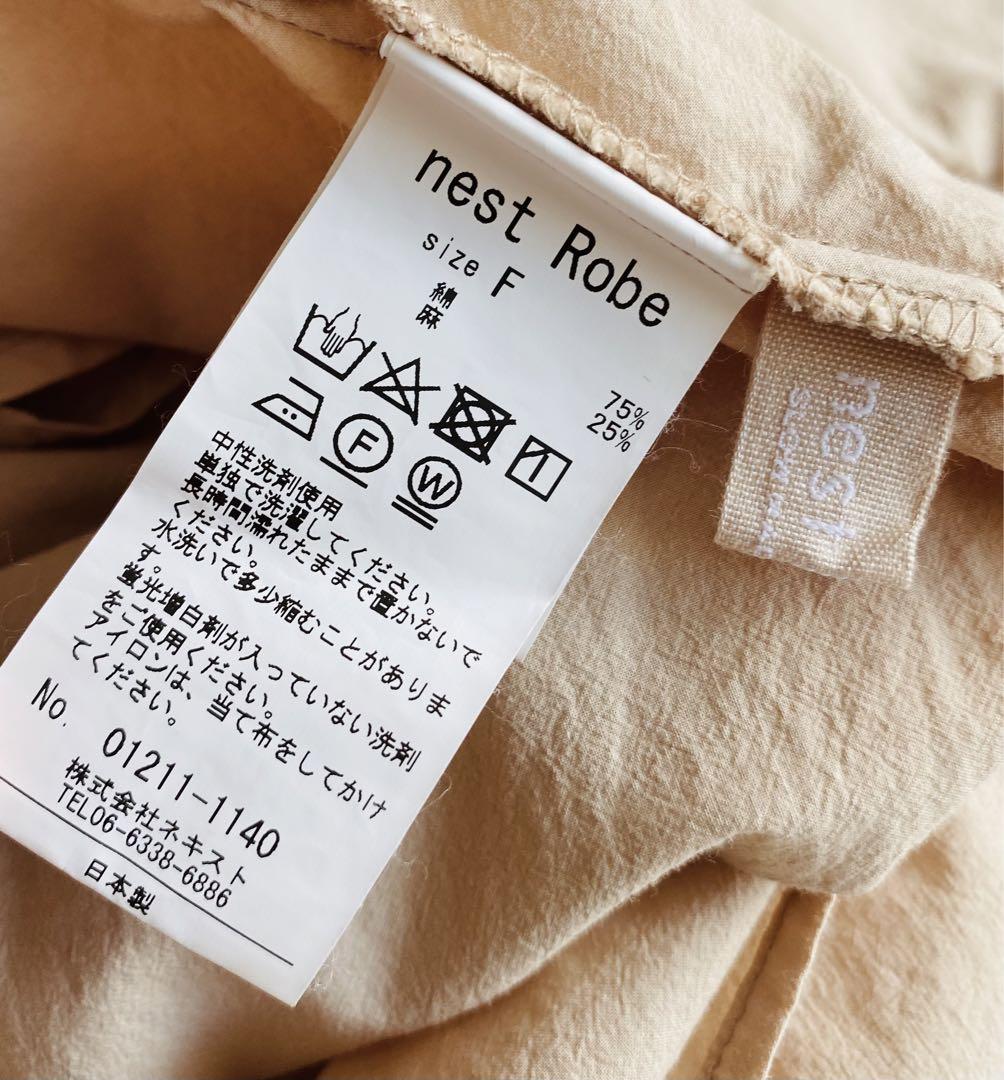 nest Robe
size F
綿 75%
麻 25%
F
W
中性洗剤使用
単独で洗濯してください。
長時間濡れたままで置かないで
ください。
水洗いで多少縮むことがありま
す。
蛍光増白剤が入っていない洗剤
をご使用ください。
アイロンは、当て布をしてかけ
てください。
No. 01211-1140
株式会社ネキスト
TEL06-6338-6886
日本製
nest